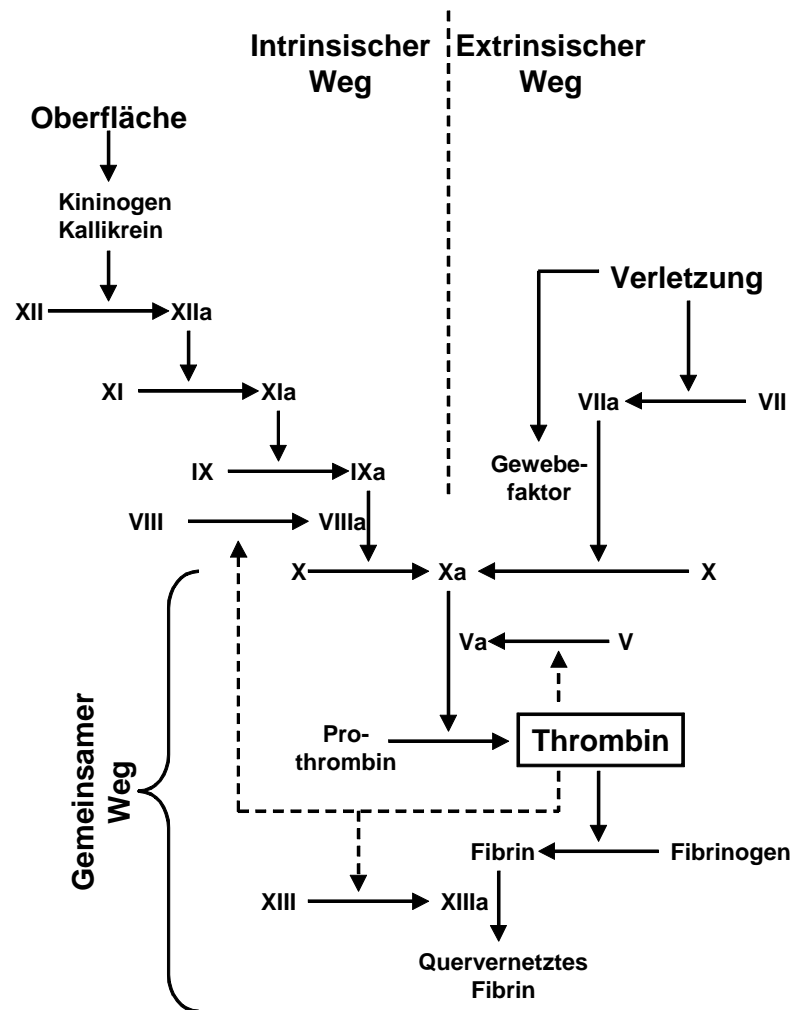 Intrinsischer
Weg
Extrinsischer
Weg
Oberfläche
Kininogen
Kallikrein
Verletzung
XII
XIIa
XI
XIa
VIIa
VII
Gewebe-
faktor
IX
IXa
VIII
VIIIa
X
Xa
X
Va
V
Pro-
thrombin
Thrombin
Gemeinsamer
Weg
Fibrin
Fibrinogen
XIII
XIIIa
Quervernetztes
Fibrin